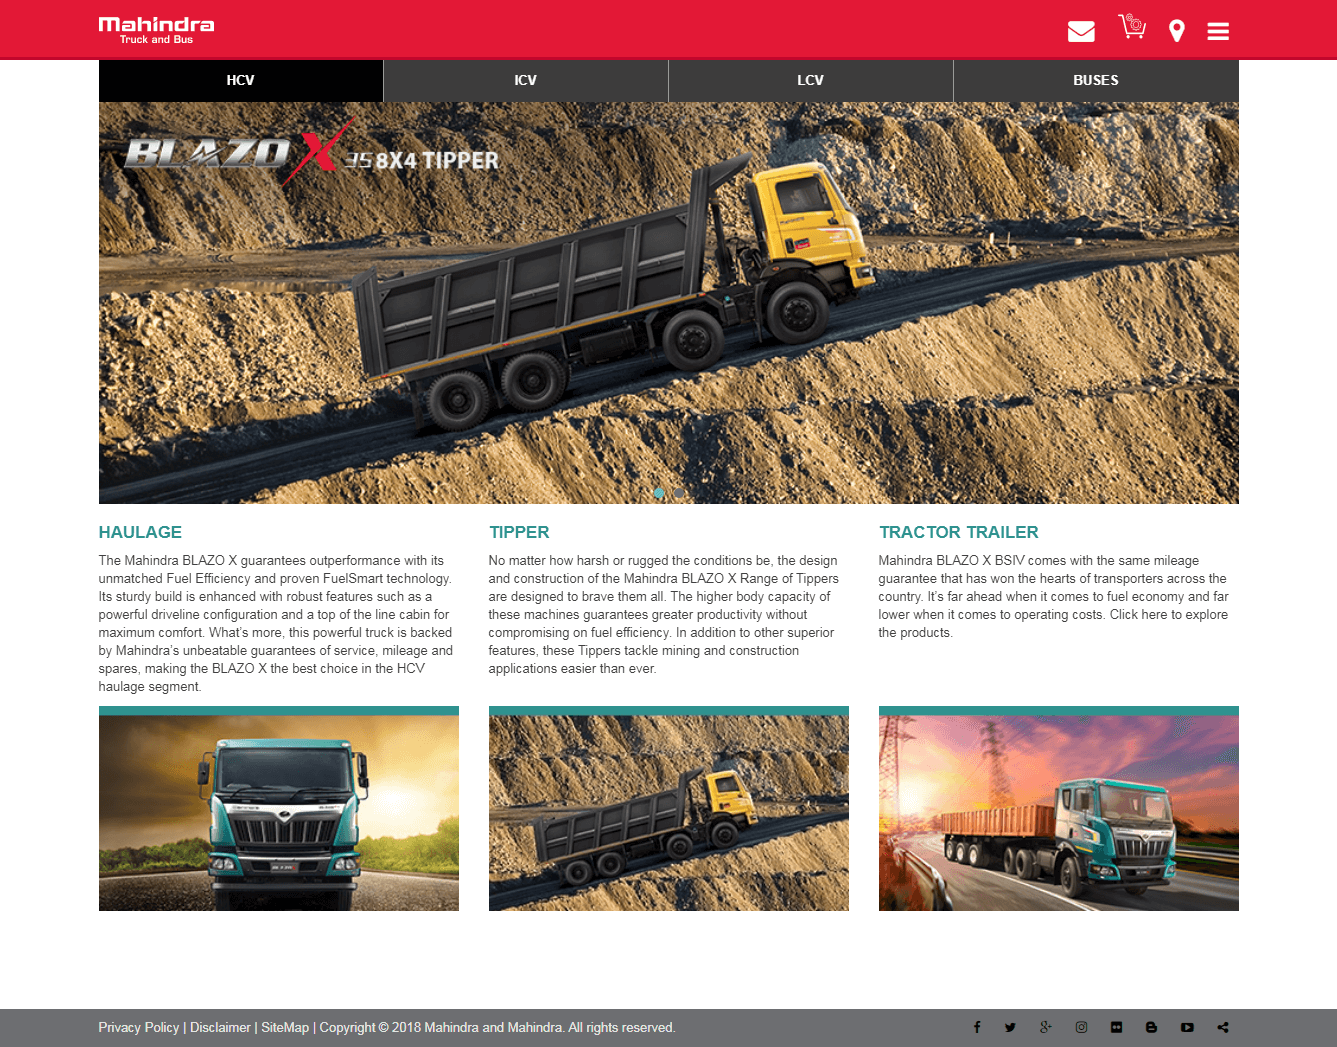 Mahindra
Truck and Bus
HCV
ICV
LCV
BUSES
BLAZO X 35 8X4 TIPPER
HAULAGE
The Mahindra BLAZO X guarantees outperformance with its
unmatched Fuel Efficiency and proven FuelSmart technology.
Its sturdy build is enhanced with robust features such as a
powerful driveline configuration and a top of the line cabin for
maximum comfort. What’s more, this powerful truck is backed
by Mahindra’s unbeatable guarantees of service, mileage and
spares, making the BLAZO X the best choice in the HCV
haulage segment.
TIPPER
No matter how harsh or rugged the conditions be, the design
and construction of the Mahindra BLAZO X Range of Tippers
are designed to brave them all. The higher body capacity of
these machines guarantees greater productivity without
compromising on fuel efficiency. In addition to other superior
features, these Tippers tackle mining and construction
applications easier than ever.
TRACTOR TRAILER
Mahindra BLAZO X BSIV comes with the same mileage
guarantee that has won the hearts of transporters across the
country. It’s far ahead when it comes to fuel economy and far
lower when it comes to operating costs. Click here to explore
the products.
Privacy Policy | Disclaimer | SiteMap | Copyright © 2018 Mahindra and Mahindra. All rights reserved.